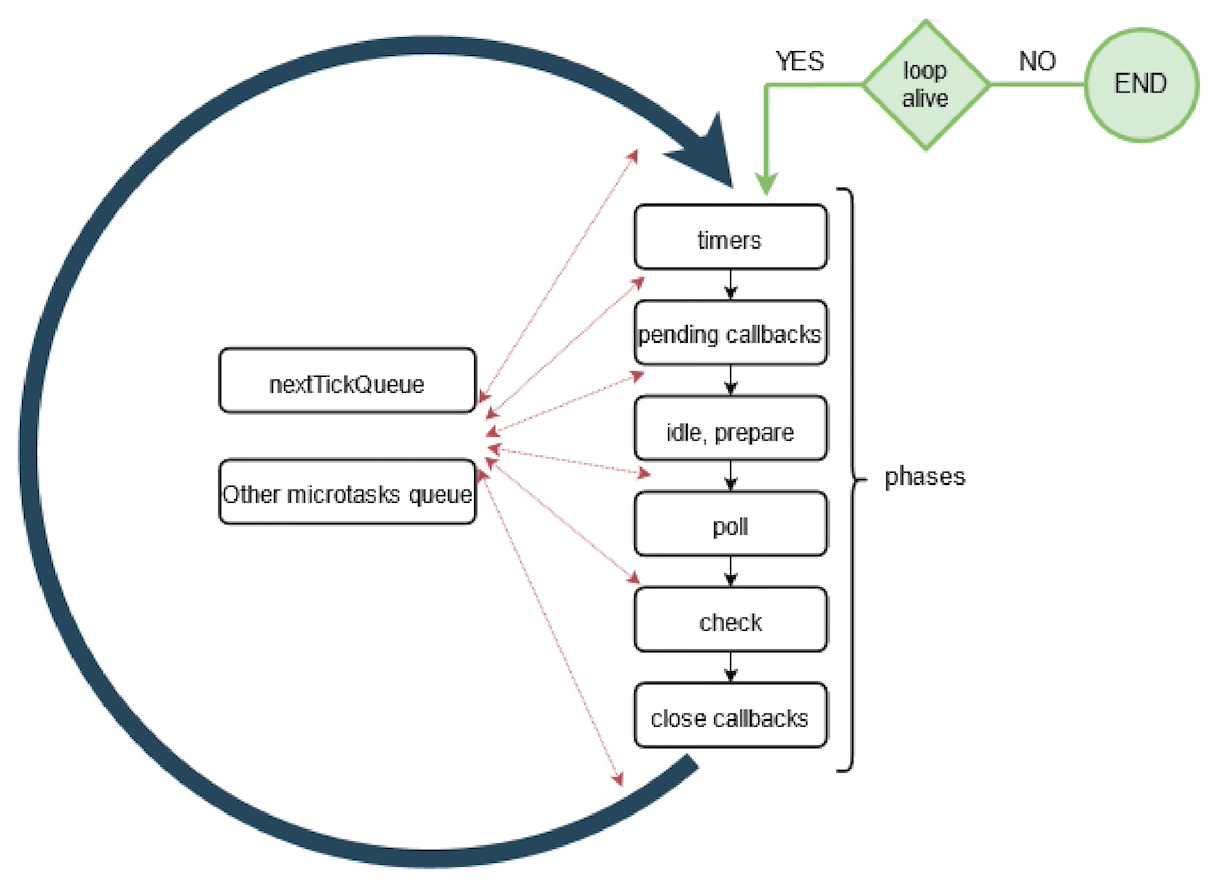 YES
loop
alive
NO
END
timers
pending callbacks
nextTickQueue
idle, prepare
phases
Other microtasks queue
poll
check
close callbacks